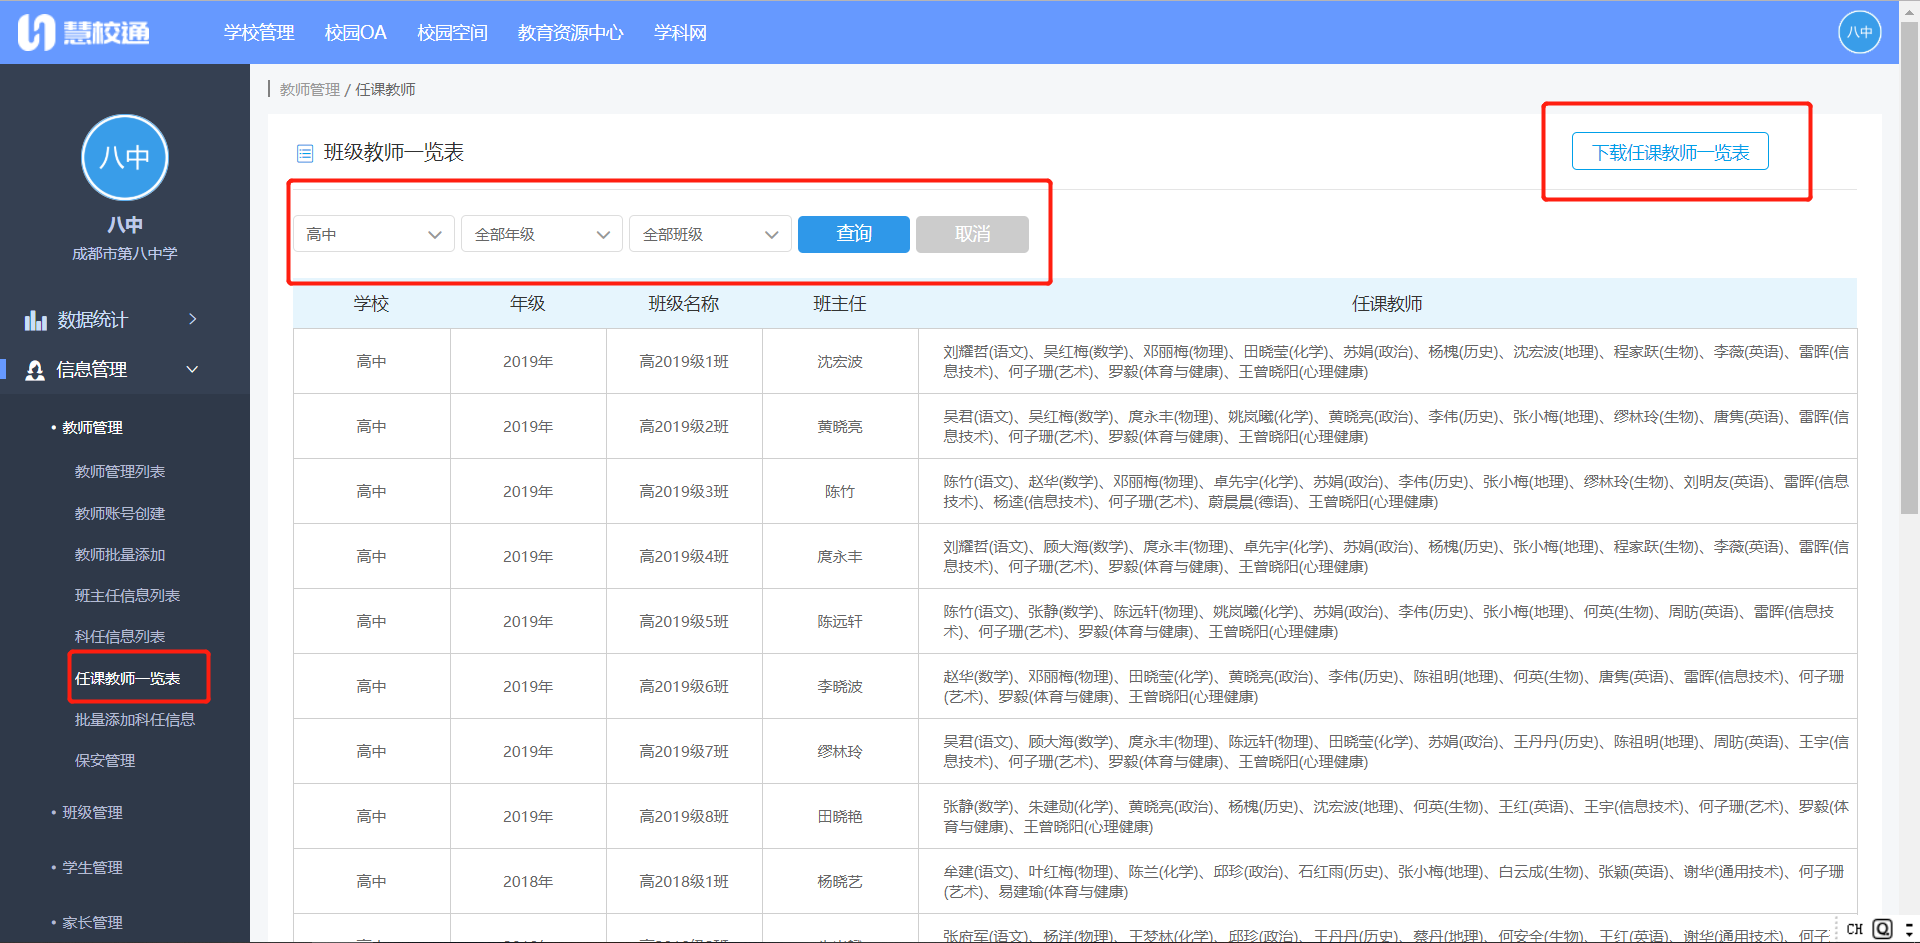 慧校通
学校管理 校园OA 校园空间 教育资源中心 学科网 八中
教师管理 / 任课教师
八中
八中
成都市第八中学
数据统计
信息管理
• 教师管理
教师管理列表
教师账号创建
教师批量添加
班主任信息列表
科任信息列表
任课教师一览表
批量添加科任信息
保安管理
• 班级管理
• 学生管理
• 家长管理
班级教师一览表 下载任课教师一览表
高中 全部年级 全部班级 查询 取消
学校 年级 班级名称 班主任 任课教师
高中 2019年 高2019级1班 沈宏波 刘耀哲(语文)、吴红梅(数学)、邓丽梅(物理)、田晓莹(化学)、苏娟(政治)、杨槐(历史)、沈宏波(地理)、程家跃(生物)、李薇(英语)、雷晖(信
息技术)、何子珊(艺术)、罗毅(体育与健康)、王曾晓阳(心理健康)
高中 2019年 高2019级2班 黄晓亮 吴君(语文)、吴红梅(数学)、庹永丰(物理)、姚岚曦(化学)、黄晓亮(政治)、李伟(历史)、张小梅(地理)、缪林玲(生物)、唐隽(英语)、雷晖(信
息技术)、何子珊(艺术)、罗毅(体育与健康)、王曾晓阳(心理健康)
高中 2019年 高2019级3班 陈竹 陈竹(语文)、赵华(数学)、邓丽梅(物理)、卓先宇(化学)、苏娟(政治)、李伟(历史)、张小梅(地理)、缪林玲(生物)、刘明友(英语)、雷晖(信息
技术)、杨逵(信息技术)、何子珊(艺术)、蔚晨晨(德语)、王曾晓阳(心理健康)
高中 2019年 高2019级4班 庹永丰 刘耀哲(语文)、顾大海(数学)、庹永丰(物理)、卓先宇(化学)、苏娟(政治)、杨槐(历史)、张小梅(地理)、程家跃(生物)、李薇(英语)、雷晖(信
息技术)、何子珊(艺术)、罗毅(体育与健康)、王曾晓阳(心理健康)
高中 2019年 高2019级5班 陈远轩 陈竹(语文)、张静(数学)、陈远轩(物理)、姚岚曦(化学)、苏娟(政治)、李伟(历史)、张小梅(地理)、何英(生物)、周昉(英语)、雷晖(信息技
术)、何子珊(艺术)、罗毅(体育与健康)、王曾晓阳(心理健康)
高中 2019年 高2019级6班 李晓波 赵华(数学)、邓丽梅(物理)、田晓莹(化学)、黄晓亮(政治)、李伟(历史)、陈祖明(地理)、何英(生物)、唐隽(英语)、雷晖(信息技术)、何子珊
(艺术)、罗毅(体育与健康)、王曾晓阳(心理健康)
高中 2019年 高2019级7班 缪林玲 吴君(语文)、顾大海(数学)、庹永丰(物理)、陈远轩(物理)、田晓莹(化学)、苏娟(政治)、王丹丹(历史)、陈祖明(地理)、周昉(英语)、王宇(信
息技术)、何子珊(艺术)、罗毅(体育与健康)、王曾晓阳(心理健康)
高中 2019年 高2019级8班 田晓艳 张静(数学)、朱建勋(化学)、黄晓亮(政治)、杨槐(历史)、沈宏波(地理)、何英(生物)、王红(英语)、王宇(信息技术)、何子珊(艺术)、罗毅(体
育与健康)、王曾晓阳(心理健康)
高中 2018年 高2018级1班 杨晓艺 牟建(语文)、叶红梅(物理)、陈兰(化学)、邱珍(政治)、石红雨(历史)、张小梅(地理)、白云成(生物)、张颖(英语)、谢华(通用技术)、何子珊
(艺术)、易建瑜(体育与健康)
张府军(语文)、杨洋(物理)、王梦林(化学)、邱珍(政治)、王丹丹(历史)、蔡丹(地理)、何安全(生物)、王红(英语)、谢华(通用技术)、何子
CH